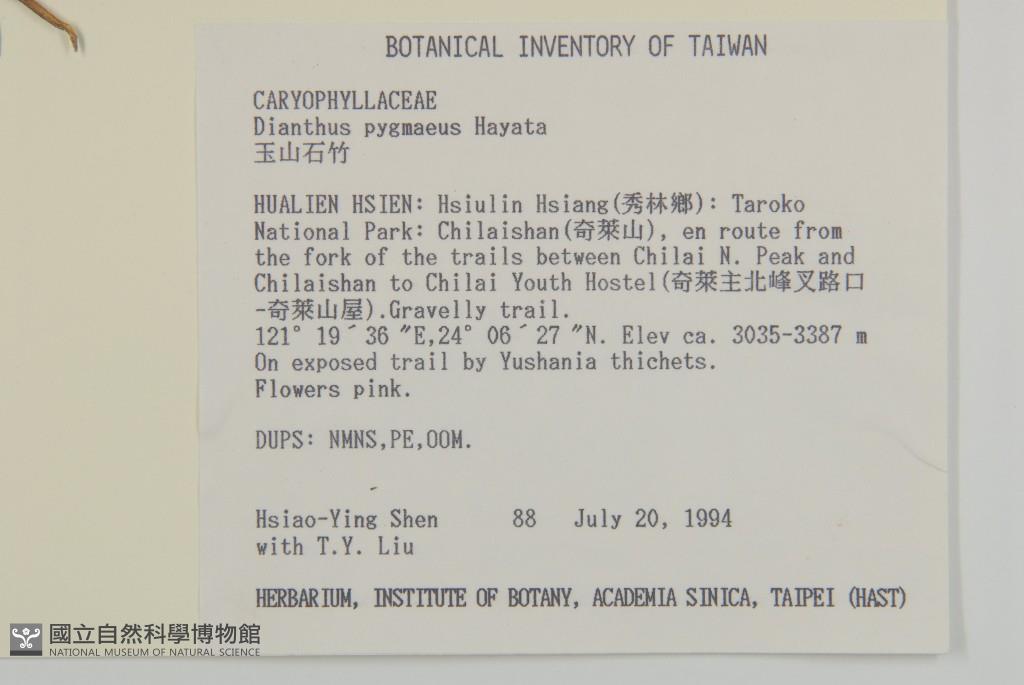 BOTANICAL INVENTORY OF TAIWAN
CARYOPHYLLACEAE
Dianthus pygmaeus Hayata
玉山石竹
HUALIEN HSIEN: Hsiulin Hsiang(秀林鄉): Taroko
National Park: Chilaishan(奇萊山), en route from
the fork of the trails between Chilai N. Peak and
Chilaishan to Chilai Youth Hostel(奇萊主北峰叉路口
-奇萊山屋).Gravelly trail.
121° 19´36 ″E,24° 06´27 ″N. Elev ca. 3035-3387 m
On exposed trail by Yushania thichets.
Flowers pink.
DUPS: NMNS,PE,OOM.
Hsiao-Ying Shen 88 July 20, 1994
with T.Y. Liu
HERBARIUM, INSTITUTE OF BOTANY, ACADEMIA SINICA, TAIPEI (HAST)
國立自然科學博物館
NATIONAL MUSEUM OF NATURAL SCIENCE